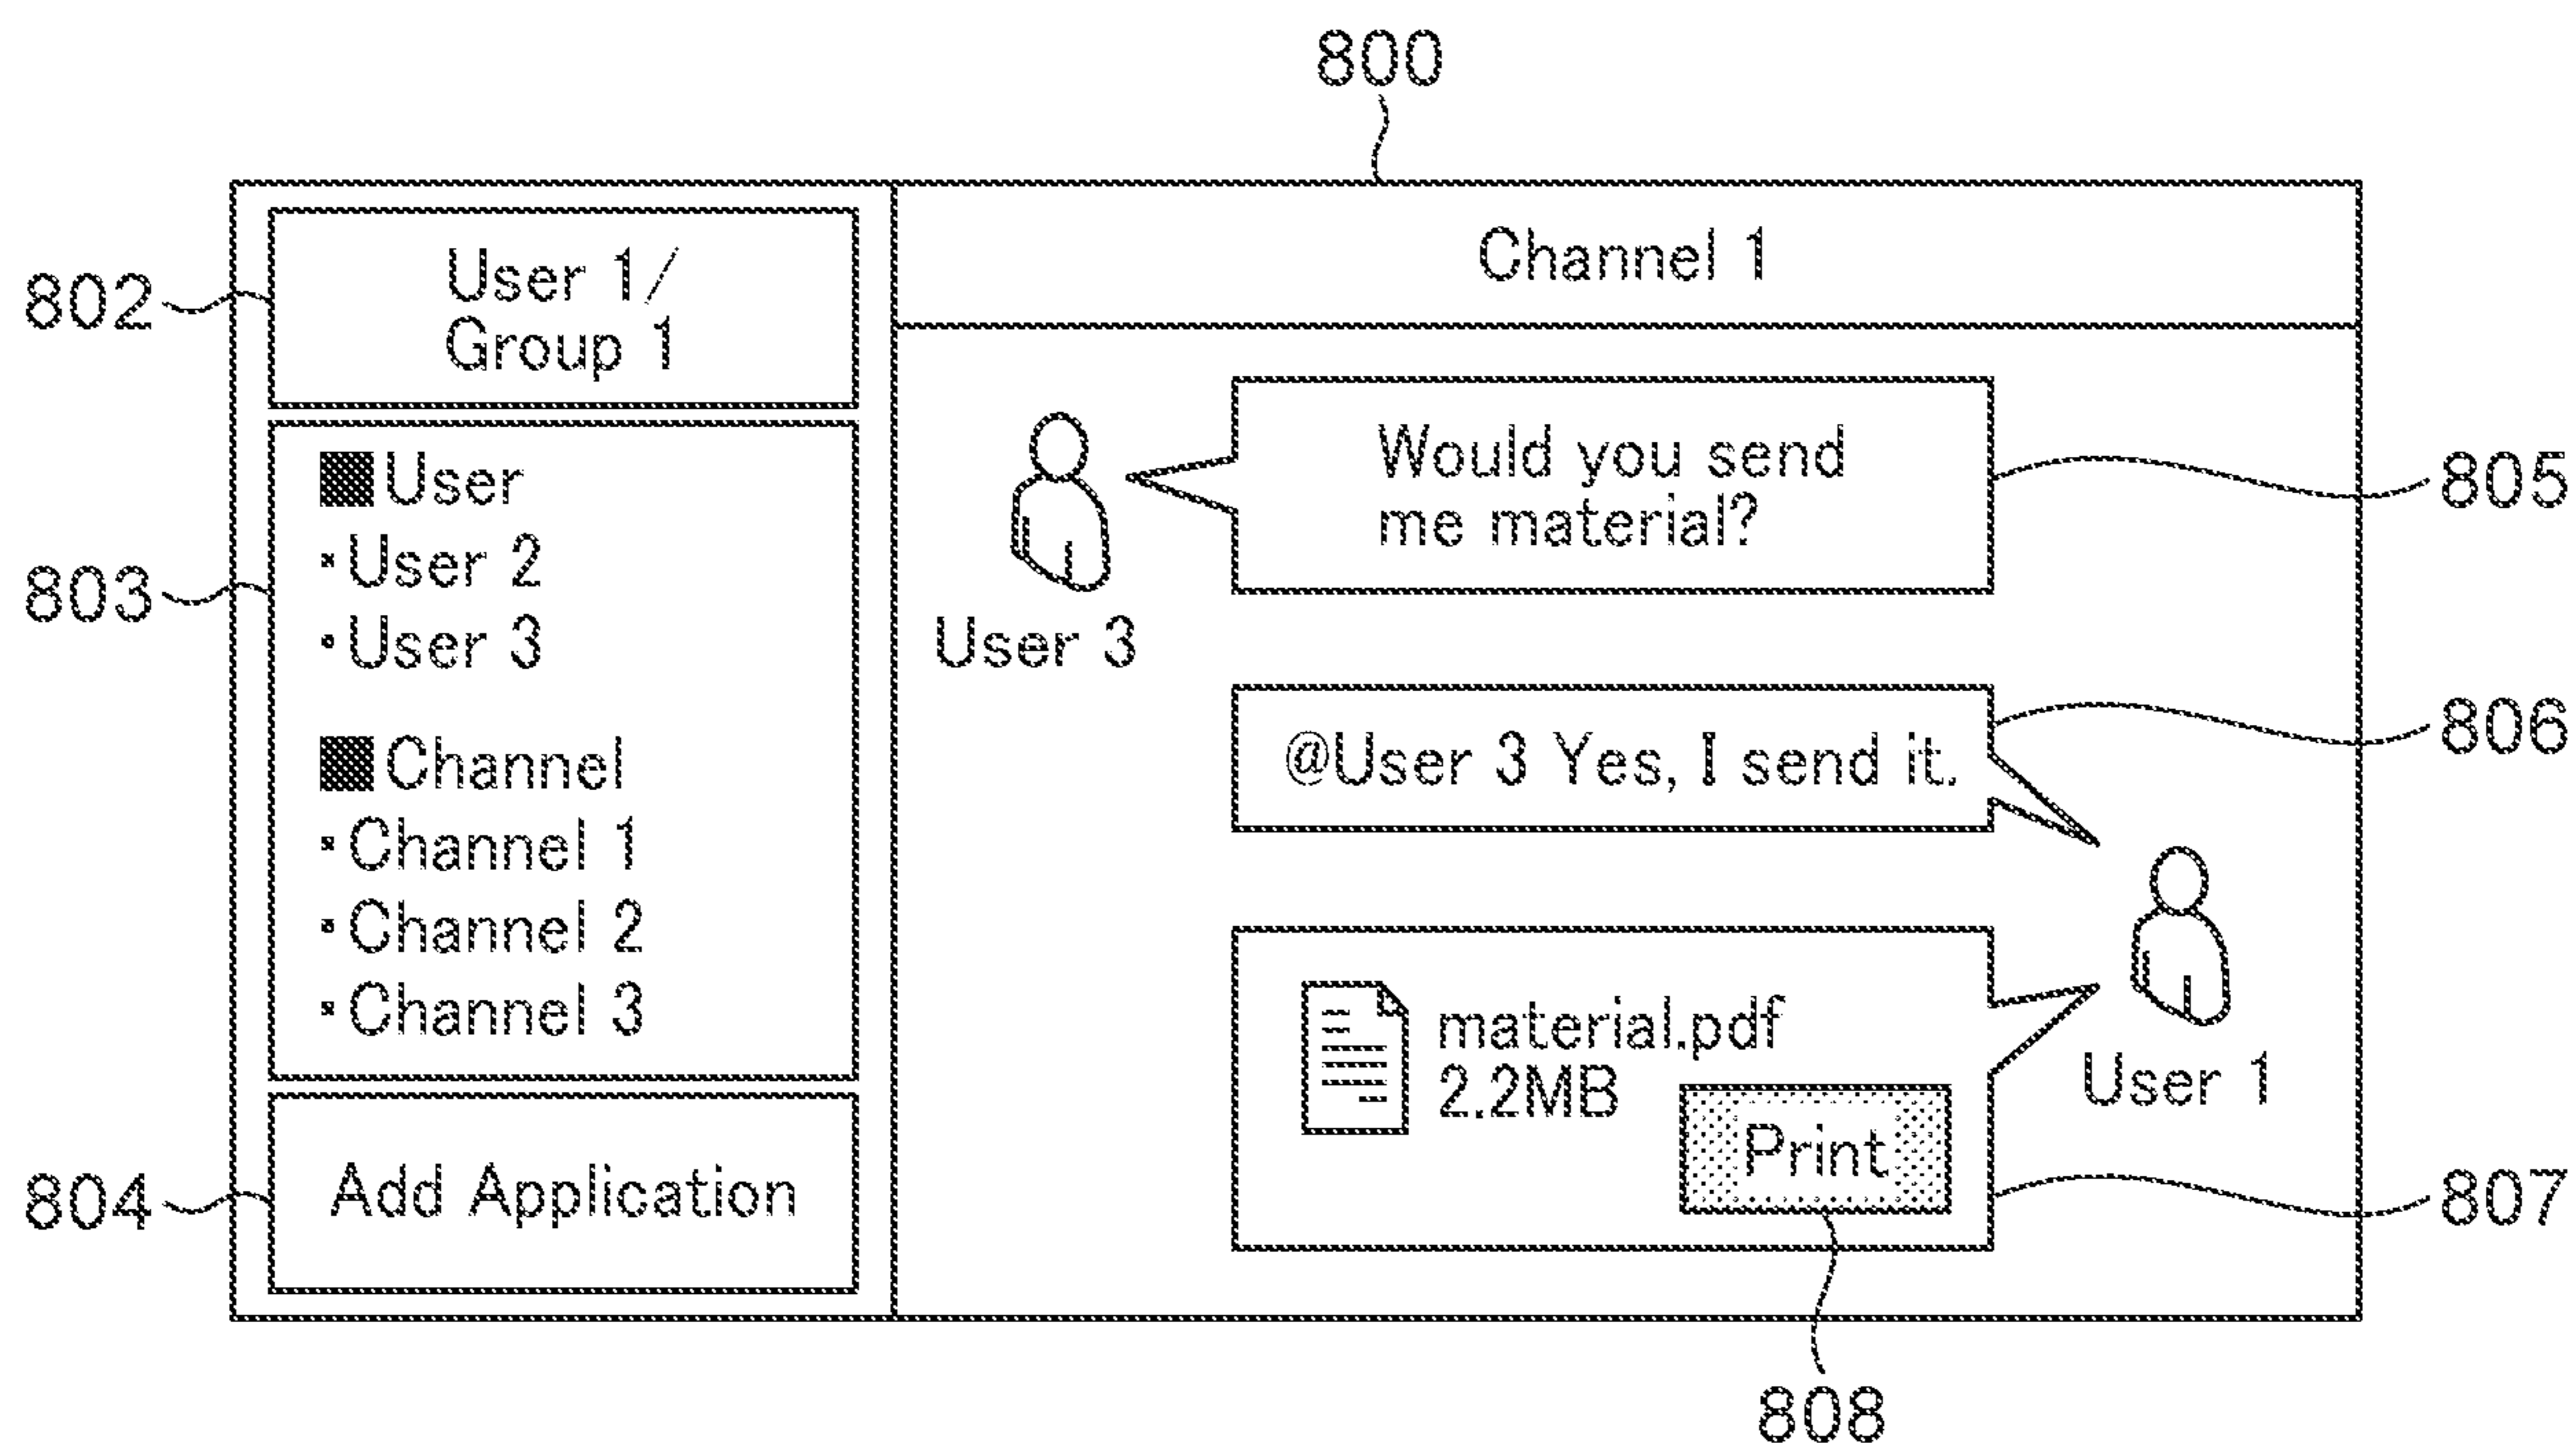 800
802
User 1/
Group 1
803
■User
・User 2
・User 3
■Channel
・Channel 1
・Channel 2
・Channel 3
804
Add Application
Channel 1
Would you send
me material?
805
User 3
806
@User 3 Yes, I send it.
User 1
material.pdf
2.2MB
Print
807
808